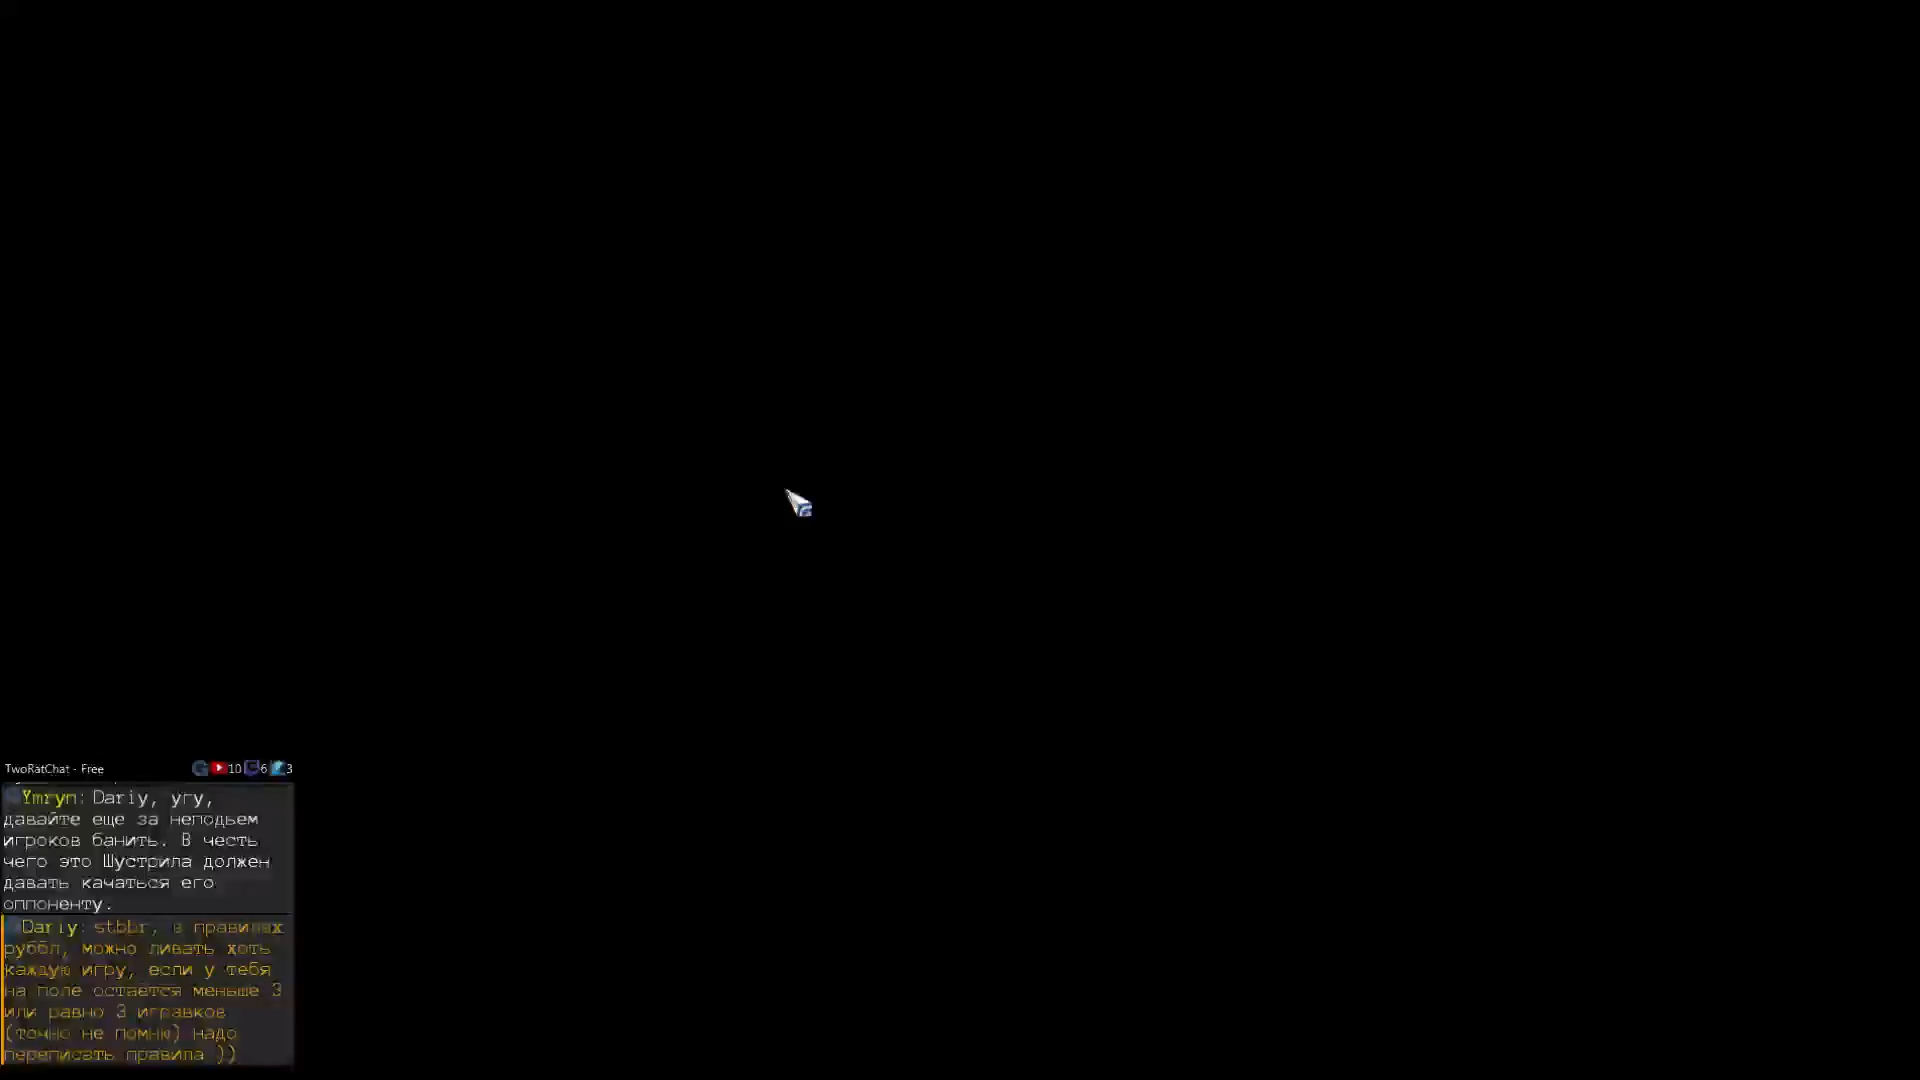 TwoRatChat - Free 10 6 3
Ymryn: Dariy, угу,
давайте еще за неподьем
игроков банить. В честь
чего это Шустрила должен
давать качаться его
оппоненту.
Dariy: stbbr, в правилах
руббл, можно ливать хоть
каждую игру, если у тебя
на поле остается меньше 3
или равно 3 игравков
(точно не помню) надо
переписать правила ))